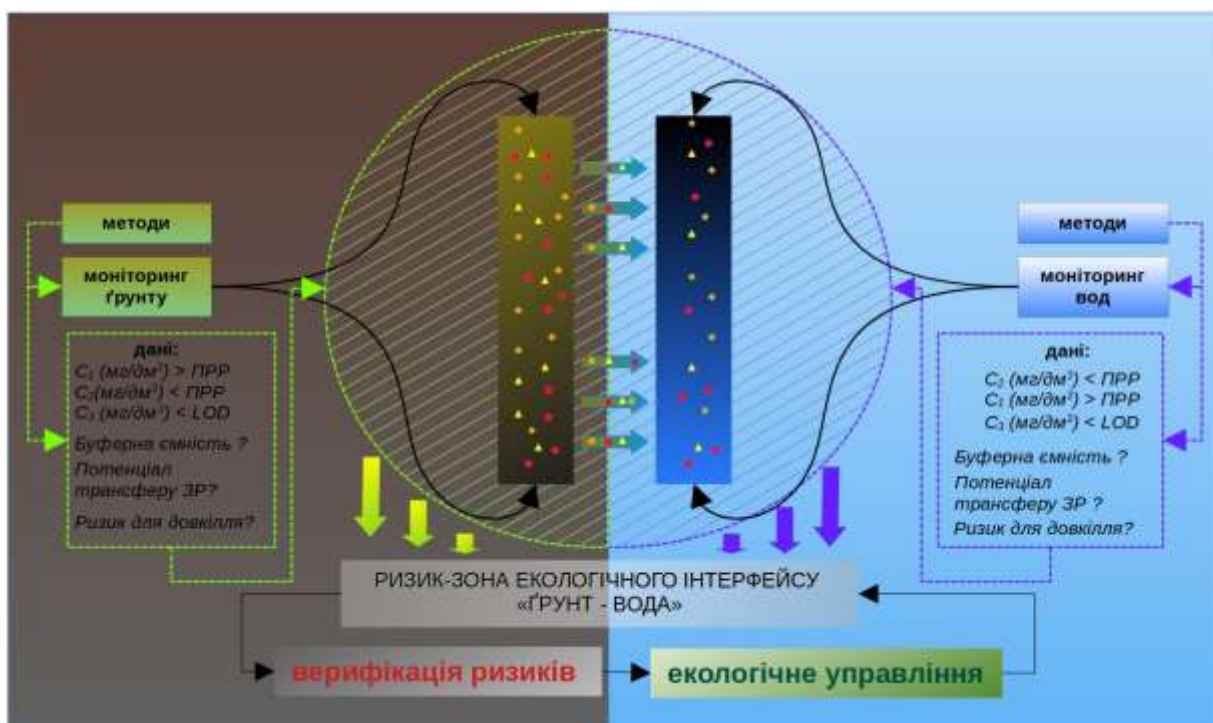 методи
моніторинг
ґрунту
дані:
C₁ (мг/дм³) > ПРР
C₂(мг/дм³) < ПРР
C₃ (мг/дм³) < LOD
Буферна ємність ?
Потенціал
трансферу ЗР?
Ризик для довкілля?
методи
моніторинг
вод
дані:
C₂ (мг/дм³) < ПРР
C₁ (мг/дм³) > ПРР
C₃ (мг/дм³) < LOD
Буферна ємність ?
Потенціал
трансферу ЗР ?
Ризик для довкілля?
РИЗИК-ЗОНА ЕКОЛОГІЧНОГО ІНТЕРФЕЙСУ
«ҐРУНТ - ВОДА»
верифікація ризиків
екологічне управління